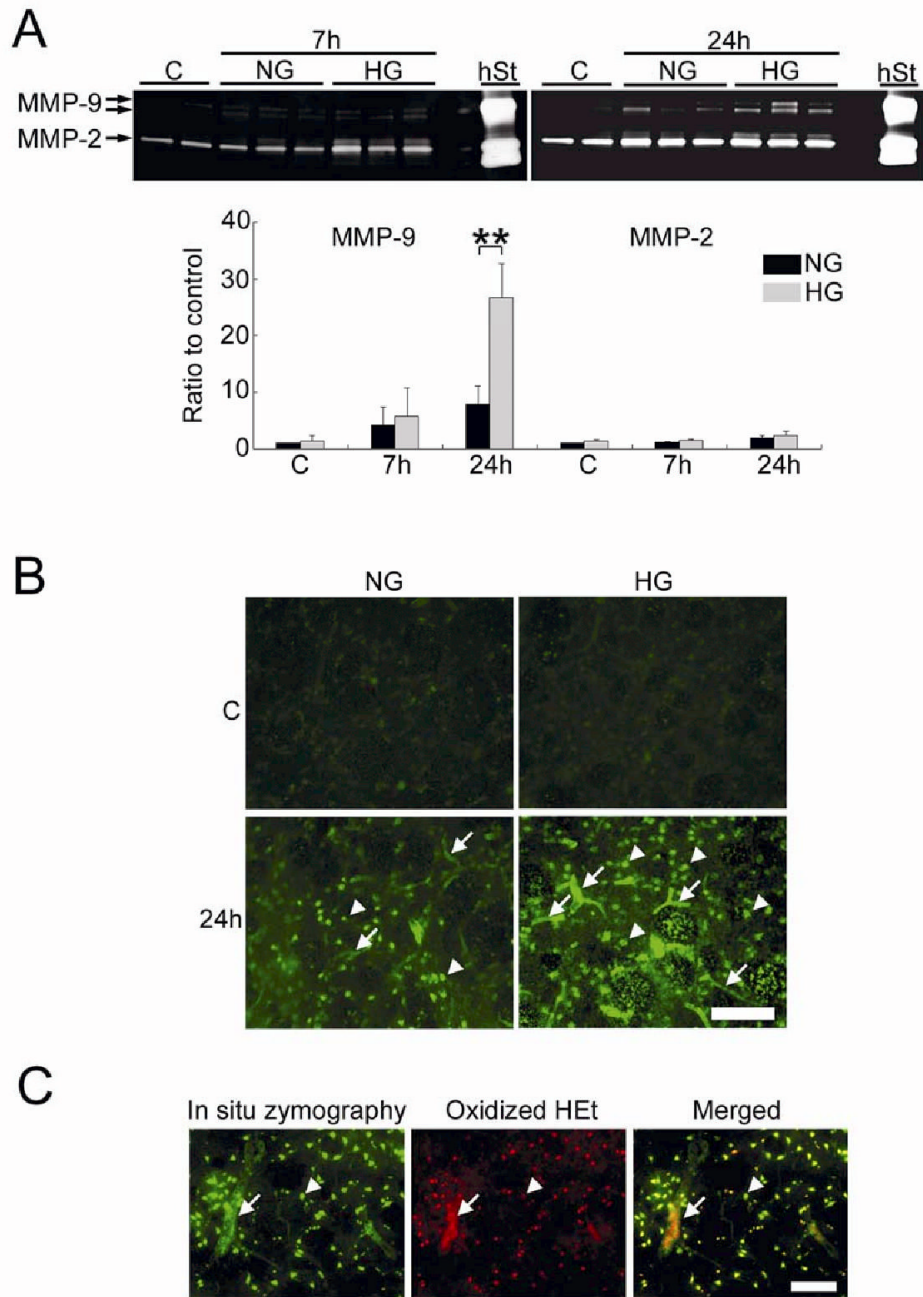 A
7h
24h
C NG HG hSt C NG HG hSt
MMP-9
MMP-2
40
30
20
10
0
Ratio to control
MMP-9
**
MMP-2
NG
HG
C 7h 24h C 7h 24h
B
NG HG
C
24h
C
In situ zymography Oxidized HEt Merged